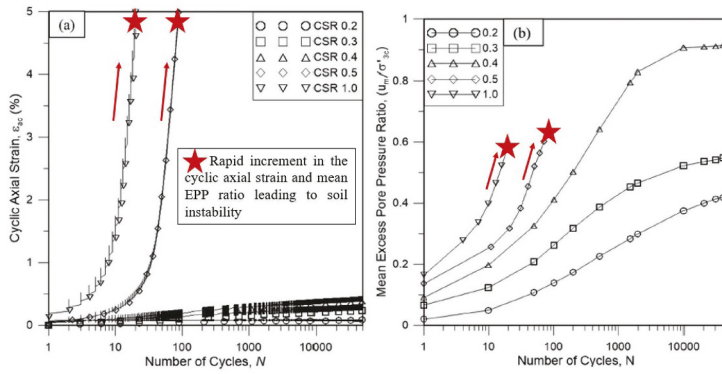 (a)
CSR 0.2
CSR 0.3
CSR 0.4
CSR 0.5
CSR 1.0
Rapid increment in the
cyclic axial strain and mean
EPP ratio leading to soil
instability
Cyclic Axial Strain, εac (%)
5
4
3
2
1
0
1
10
100
1000
10000
Number of Cycles, N
(b)
0.2
0.3
0.4
0.5
1.0
Mean Excess Pore Pressure Ratio, (um/σ'3c)
1
0.8
0.6
0.4
0.2
0
1
10
100
1000
10000
Number of Cycles, N